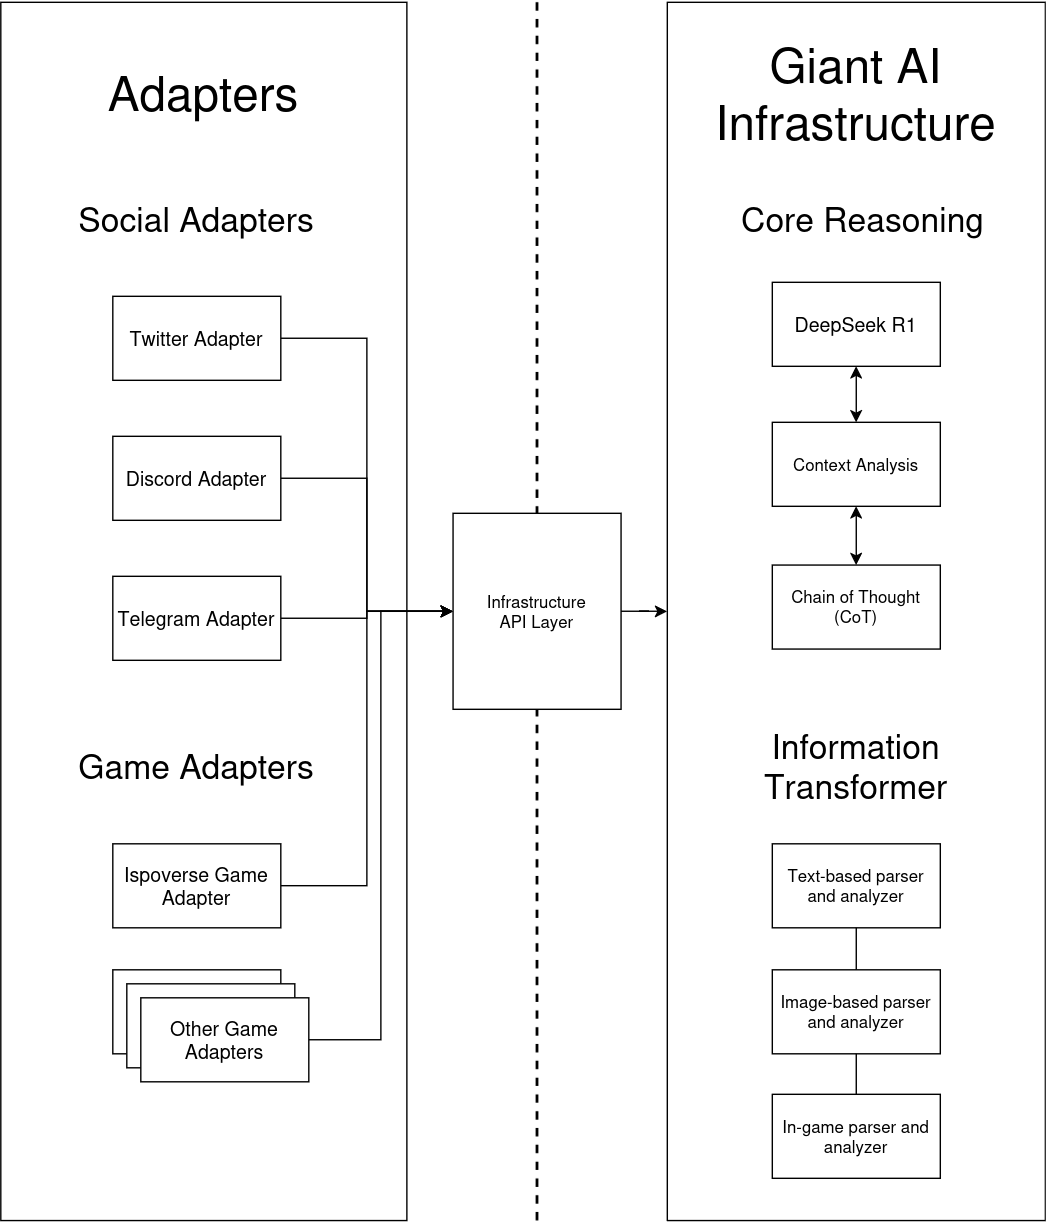 Adapters
Social Adapters
Twitter Adapter
Discord Adapter
Telegram Adapter
Game Adapters
Ispoverse Game
Adapter
Other Game
Adapters
Infrastructure
API Layer
Giant AI
Infrastructure
Core Reasoning
DeepSeek R1
Context Analysis
Chain of Thought
(CoT)
Information
Transformer
Text-based parser
and analyzer
Image-based parser
and analyzer
In-game parser and
analyzer